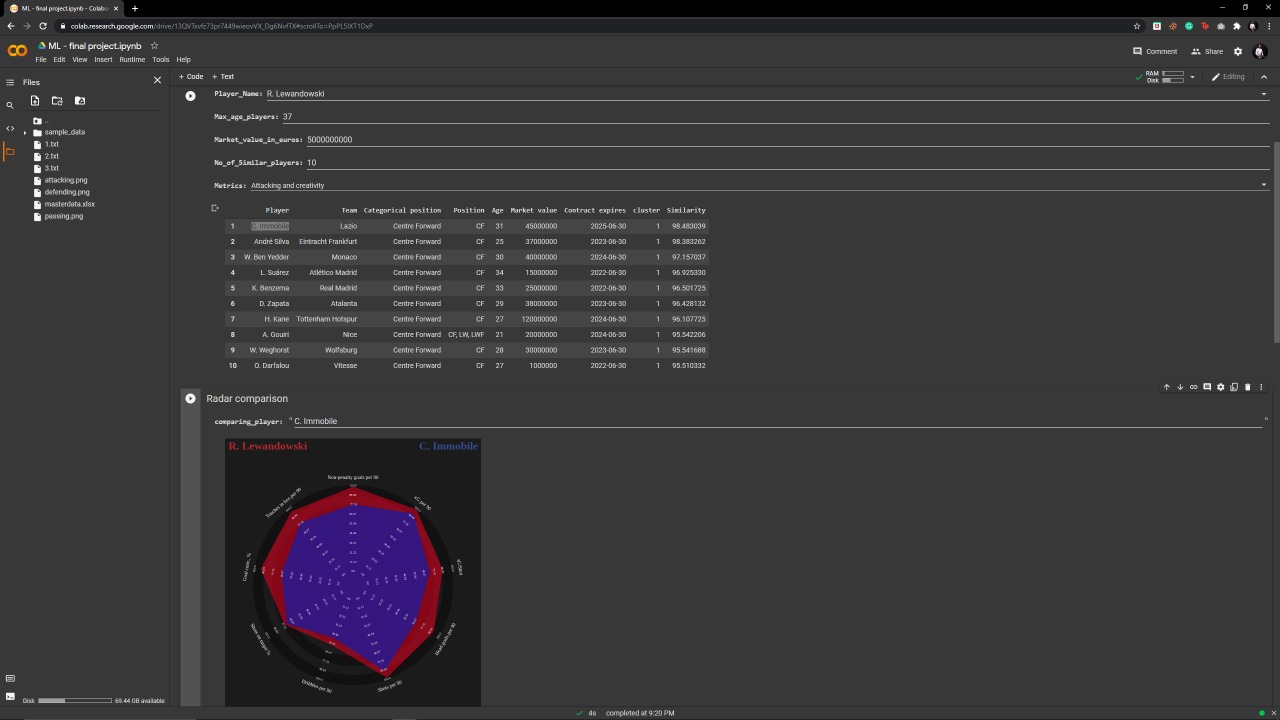 ML - final project.ipynb - Colabo
colab.research.google.com/drive/13QVTxvfz73pr7449wieovVX_Dg6NvfTX#scrollTo=PpPL5IXT1OxP
ML - final project.ipynb
Comment
Share
File Edit View Insert Runtime Tools Help
Files
+ Code + Text
RAM
Disk
Editing
..
sample_data
1.txt
2.txt
3.txt
attacking.png
defending.png
masterdata.xlsx
passing.png
Player_Name: R. Lewandowski
Max_age_players: 37
Market_value_in_euros: 5000000000
No_of_Similar_players: 10
Metrics: Attacking and creativity
Player Team Categorical position Position Age Market value Contract expires cluster Similarity
1 C. Immobile Lazio Centre Forward CF 31 45000000 2025-06-30 1 98.483039
2 André Silva Eintracht Frankfurt Centre Forward CF 25 37000000 2023-06-30 1 98.383262
3 W. Ben Yedder Monaco Centre Forward CF 30 40000000 2024-06-30 1 97.157037
4 L. Suárez Atlético Madrid Centre Forward CF 34 15000000 2022-06-30 1 96.925330
5 K. Benzema Real Madrid Centre Forward CF 33 25000000 2022-06-30 1 96.501725
6 D. Zapata Atalanta Centre Forward CF 29 38000000 2023-06-30 1 96.428132
7 H. Kane Tottenham Hotspur Centre Forward CF 27 120000000 2024-06-30 1 96.107725
8 A. Gouiri Nice Centre Forward CF, LW, LWF 21 20000000 2022-06-30 1 95.542206
9 W. Weghorst Wolfsburg Centre Forward CF 28 30000000 2023-06-30 1 95.541688
10 O. Darfalou Vitesse Centre Forward CF 27 1000000 2022-06-30 1 95.510332
Radar comparison
comparing_player: " C. Immobile "
R. Lewandowski C. Immobile
Non-penalty goals per 90
Touches in box per 90
xG per 90
Goal conv, %
xG/Shot
Shots on target %
Head goals per 90
Dribbles per 90
Shots per 90
Disk 69.44 GB available
4s completed at 9:20 PM